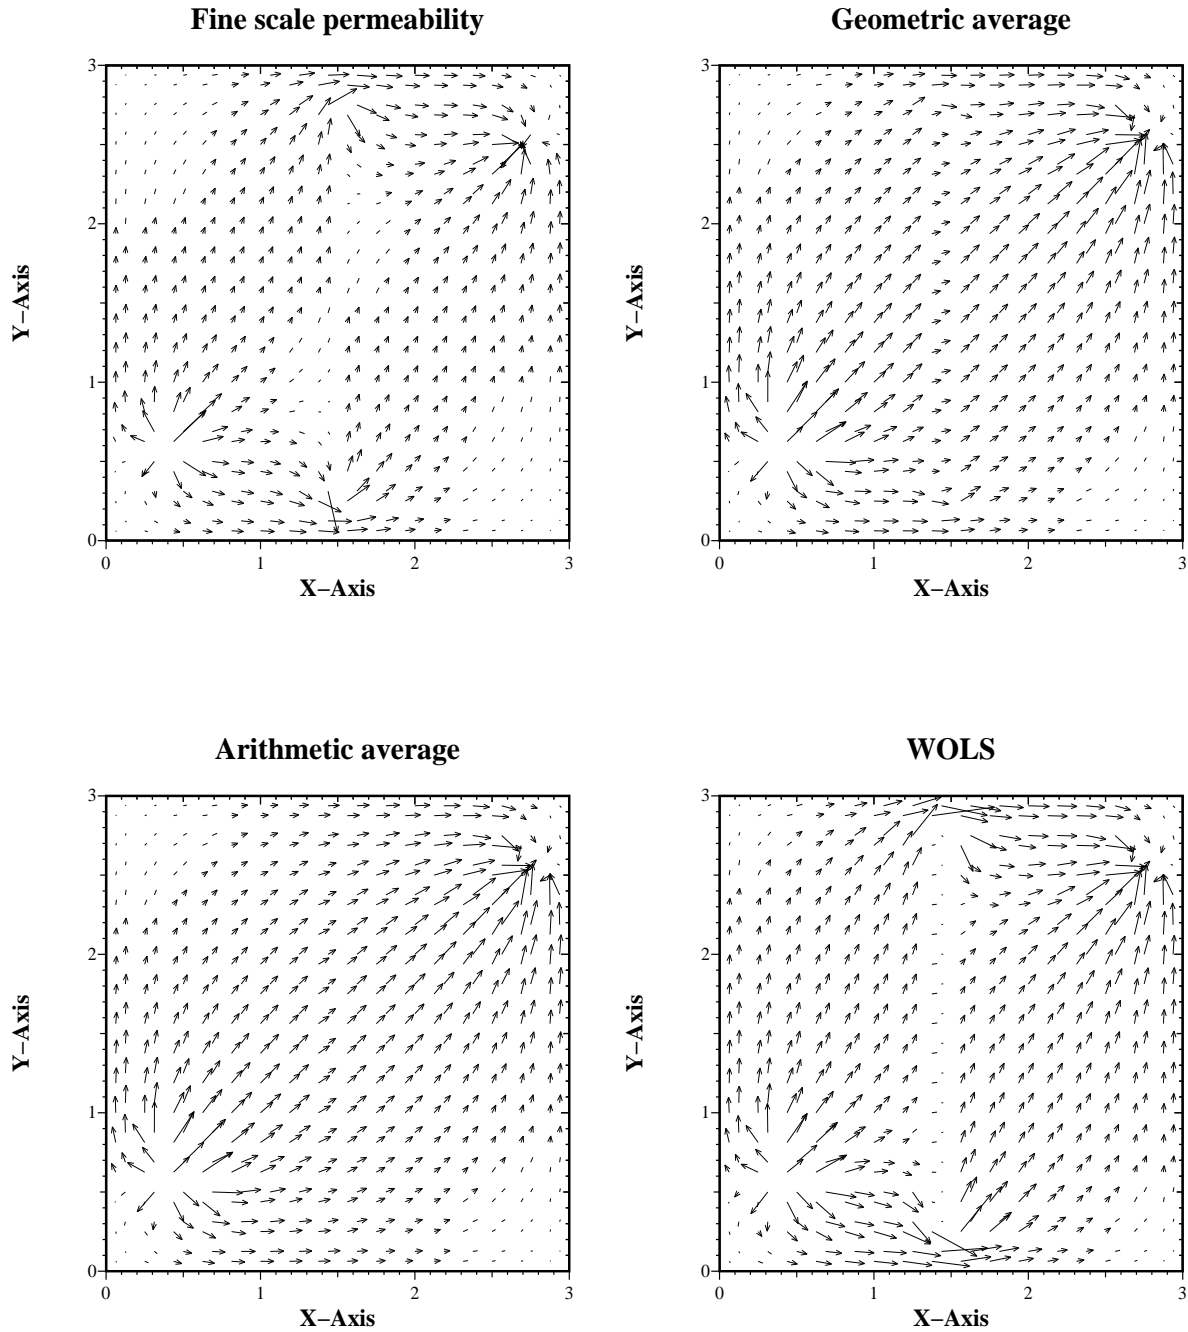 Fine scale permeability
Y–Axis
3
2
1
0
0 1 2 3
X–Axis
Geometric average
Y–Axis
3
2
1
0
0 1 2 3
X–Axis
Arithmetic average
Y–Axis
3
2
1
0
0 1 2 3
X–Axis
WOLS
Y–Axis
3
2
1
0
0 1 2 3
X–Axis